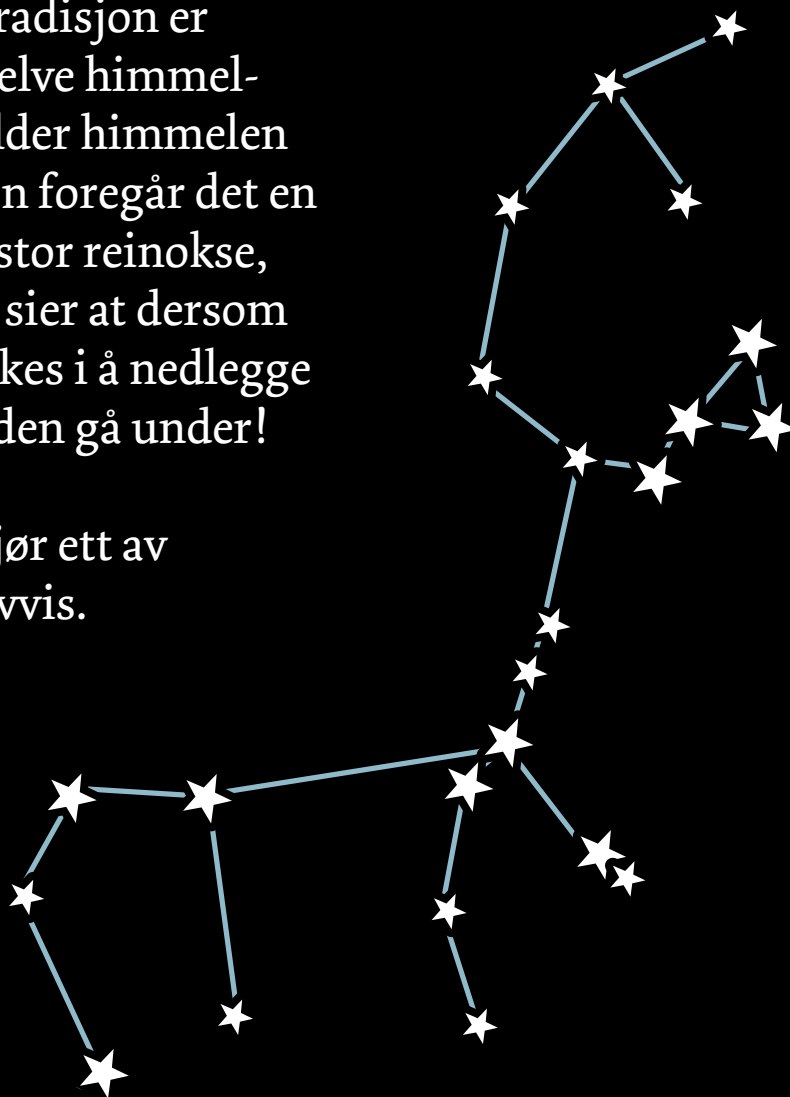 radisjon er
elve himmel-
lder himmelen
n foregår det en
stor reinokse,
sier at dersom
kes i å nedlegge
den gå under!
jør ett av
vvis.